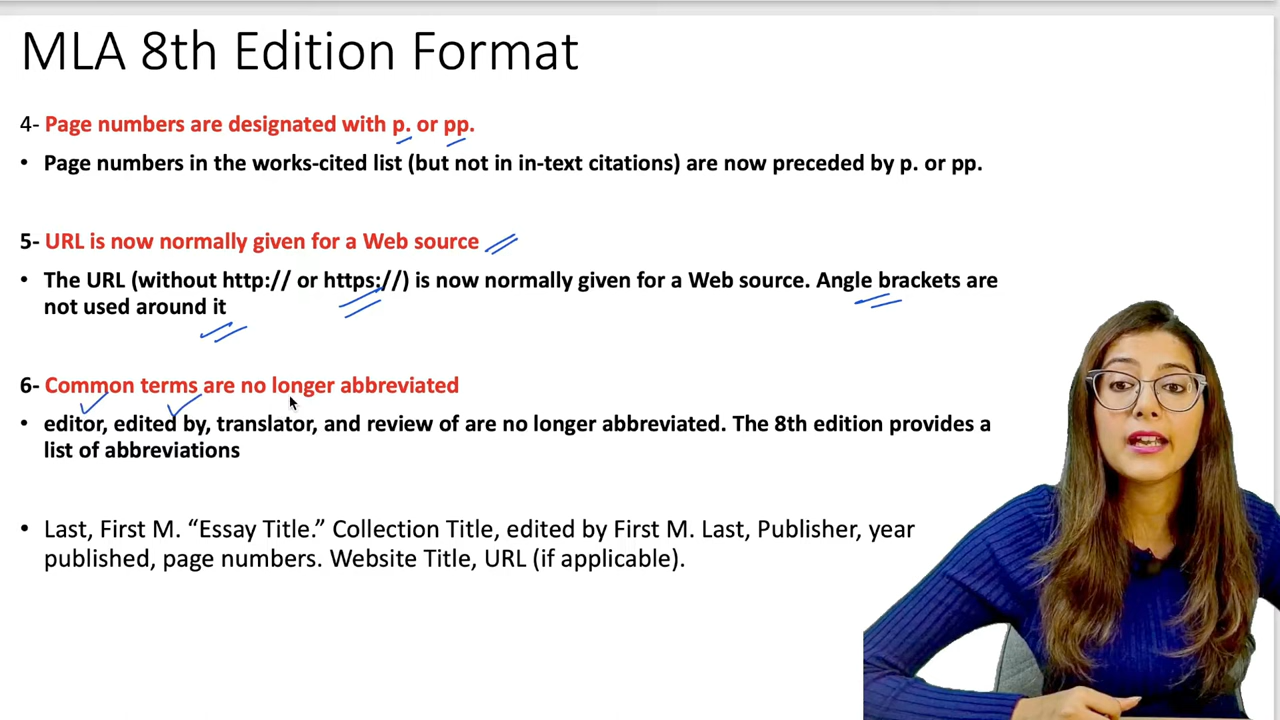 MLA 8th Edition Format
4- Page numbers are designated with p. or pp.
• Page numbers in the works-cited list (but not in in-text citations) are now preceded by p. or pp.
5- URL is now normally given for a Web source
• The URL (without http:// or https://) is now normally given for a Web source. Angle brackets are
not used around it
6- Common terms are no longer abbreviated
• editor, edited by, translator, and review of are no longer abbreviated. The 8th edition provides a
list of abbreviations
• Last, First M. “Essay Title.” Collection Title, edited by First M. Last, Publisher, year
published, page numbers. Website Title, URL (if applicable).